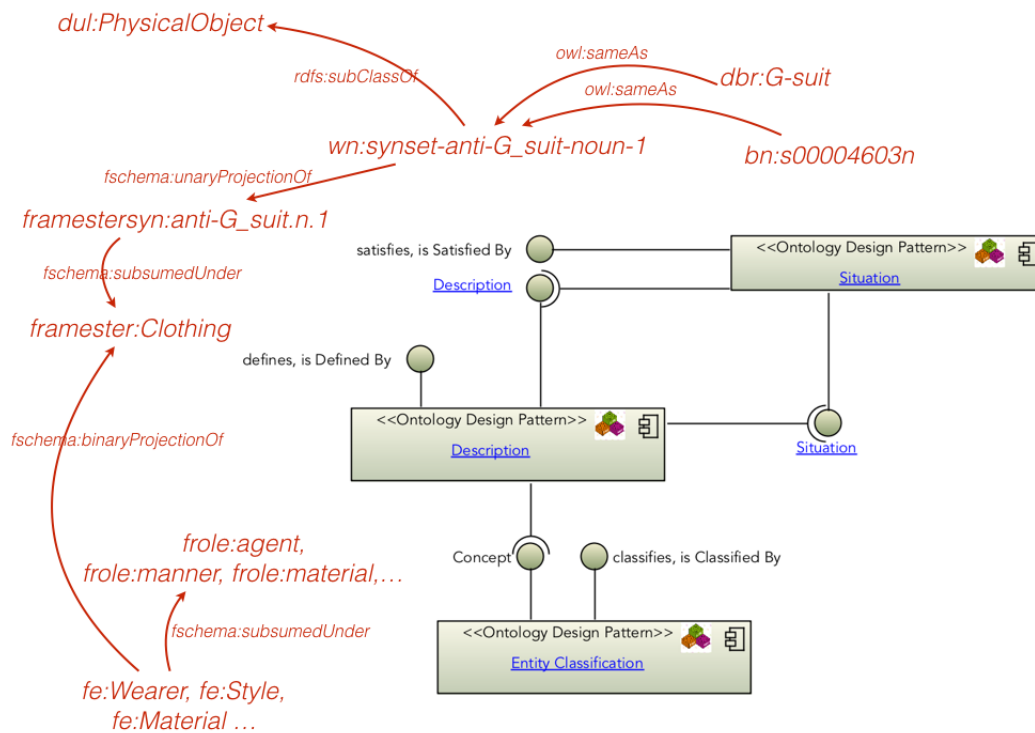 dul:PhysicalObject
owl:sameAs
rdfs:subClassOf
dbr:G-suit
owl:sameAs
wn:synset-anti-G_suit-noun-1
bn:s00004603n
fschema:unaryProjectionOf
framestersyn:anti-G_suit.n.1
satisfies, is Satisfied By
<<Ontology Design Pattern>>
fschema:subsumedUnder
Description
Situation
framester:Clothing
defines, is Defined By
<<Ontology Design Pattern>>
fschema:binaryProjectionOf
Description
Situation
frole:agent,
frole:manner, frole:material,...
Concept
classifies, is Classified By
fschema:subsumedUnder
<<Ontology Design Pattern>>
Entity Classification
fe:Wearer, fe:Style,
fe:Material ...